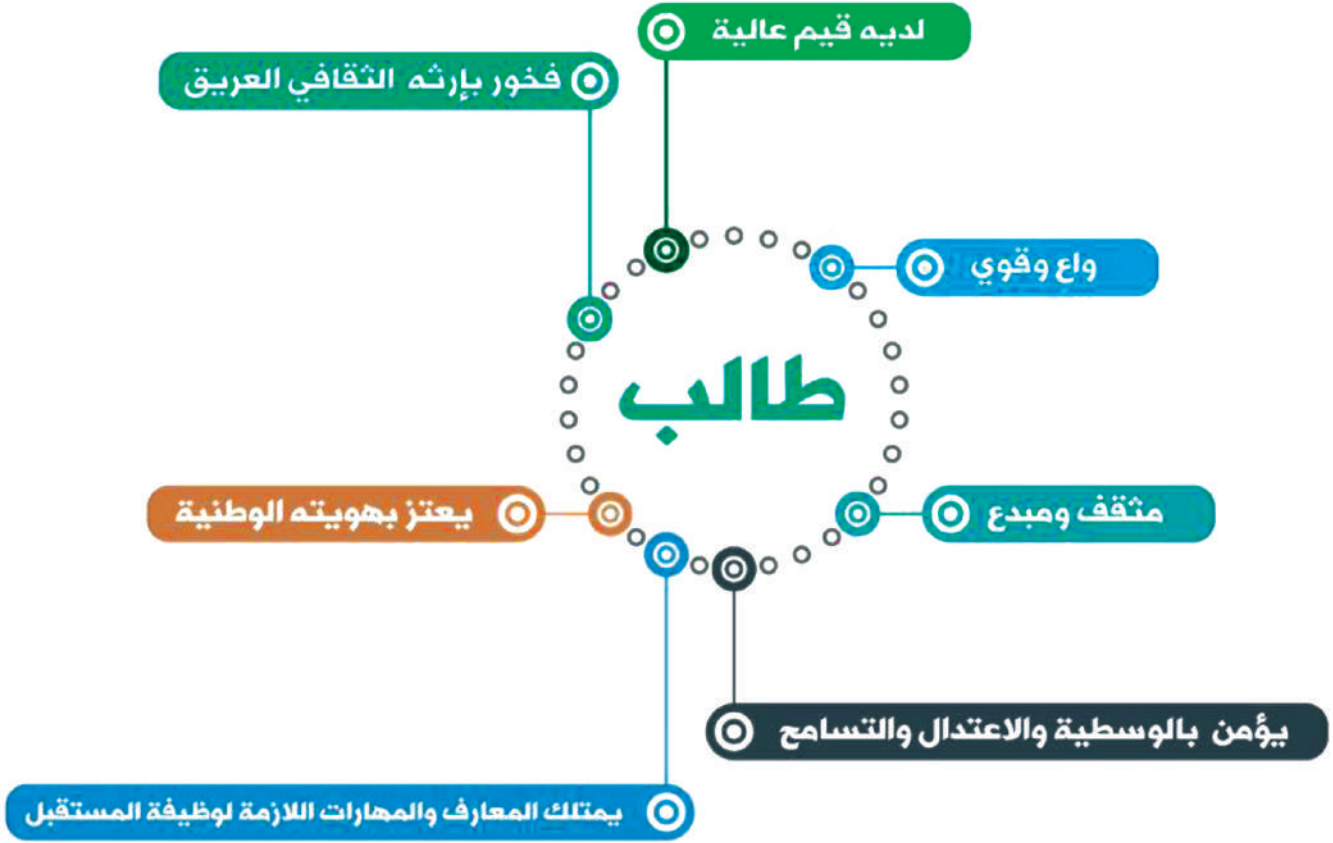 لديه قيم عالية
فخور بإرثه الثقافي العريق
واع وقوي
طالب
مثقف ومبدع
يعتز بهويته الوطنية
يؤمن بالوسطية والاعتدال والتسامح
يمتلك المعارف والمهارات اللازمة لوظيفة المستقبل